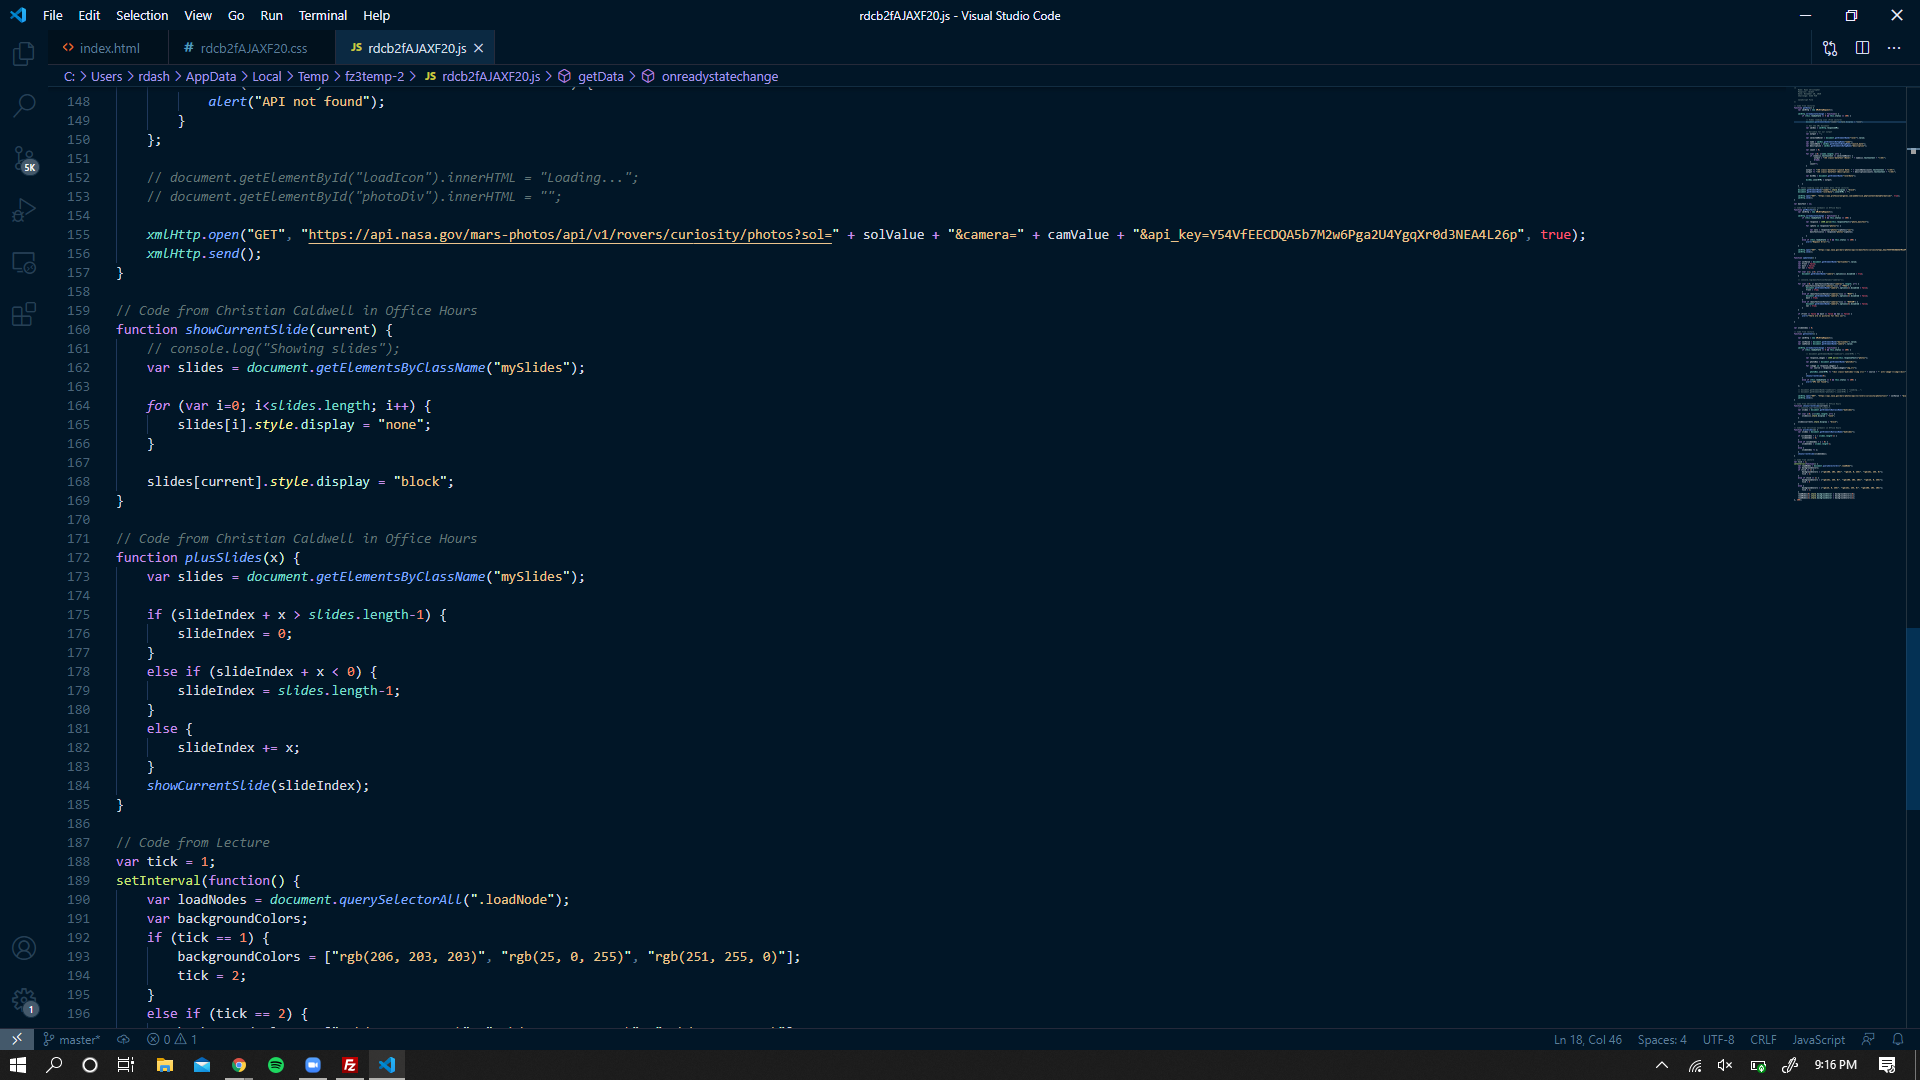 File Edit Selection View Go Run Terminal Help
rdcb2fAJAXF20.js - Visual Studio Code
<> index.html
# rdcb2fAJAXF20.css
JS rdcb2fAJAXF20.js
C: > Users > rdash > AppData > Local > Temp > fz3temp-2 > JS rdcb2fAJAXF20.js > getData > onreadystatechange
148 alert("API not found");
149 }
150 };
151
152 // document.getElementById("loadIcon").innerHTML = "Loading...";
153 // document.getElementById("photoDiv").innerHTML = "";
154
155 xmlHttp.open("GET", "https://api.nasa.gov/mars-photos/api/v1/rovers/curiosity/photos?sol=" + solValue + "&camera=" + camValue + "&api_key=Y54VfEECDQA5b7M2w6Pga2U4YgqXr0d3NEA4L26p", true);
156 xmlHttp.send();
157 }
158
159 // Code from Christian Caldwell in Office Hours
160 function showCurrentSlide(current) {
161 // console.log("Showing slides");
162 var slides = document.getElementsByClassName("mySlides");
163
164 for (var i=0; i<slides.length; i++) {
165 slides[i].style.display = "none";
166 }
167
168 slides[current].style.display = "block";
169 }
170
171 // Code from Christian Caldwell in Office Hours
172 function plusSlides(x) {
173 var slides = document.getElementsByClassName("mySlides");
174
175 if (slideIndex + x > slides.length-1) {
176 slideIndex = 0;
177 }
178 else if (slideIndex + x < 0) {
179 slideIndex = slides.length-1;
180 }
181 else {
182 slideIndex += x;
183 }
184 showCurrentSlide(slideIndex);
185 }
186
187 // Code from Lecture
188 var tick = 1;
189 setInterval(function() {
190 var loadNodes = document.querySelectorAll(".loadNode");
191 var backgroundColors;
192 if (tick == 1) {
193 backgroundColors = ["rgb(206, 203, 203)", "rgb(25, 0, 255)", "rgb(251, 255, 0)"];
194 tick = 2;
195 }
196 else if (tick == 2) {
5K
1
master* 0 1
Ln 18, Col 46 Spaces: 4 UTF-8 CRLF JavaScript
9:16 PM